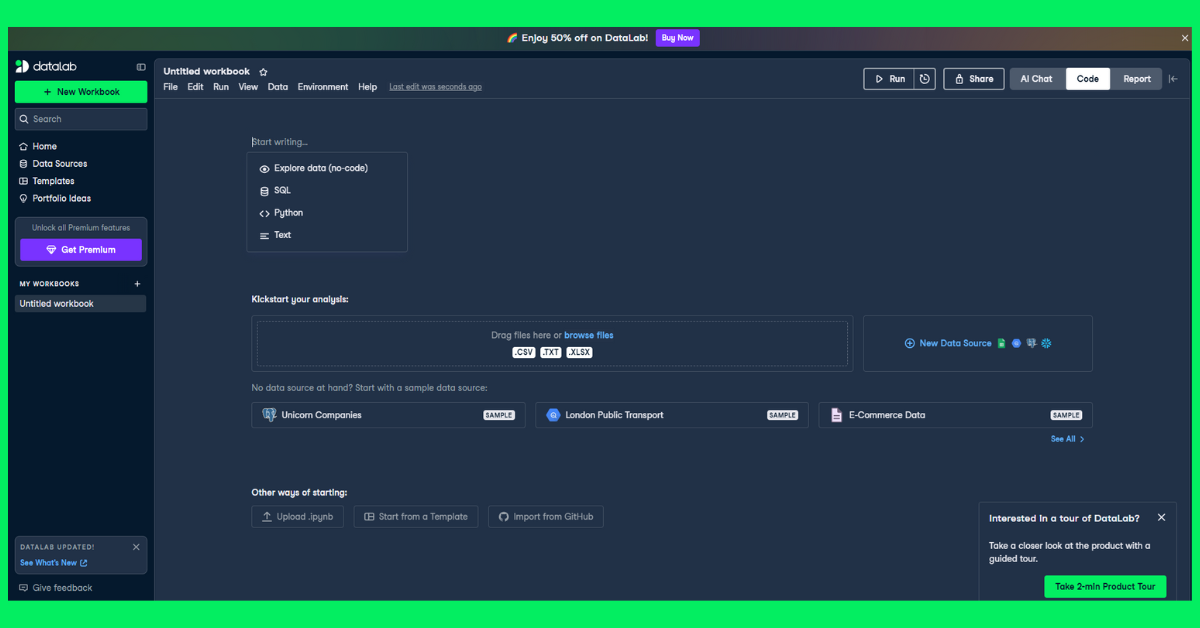 🌈 Enjoy 50% off on DataLab! Buy Now
datalab
+ New Workbook
Search
Home
Data Sources
Templates
Portfolio Ideas
Unlock all Premium features
Get Premium
MY WORKBOOKS +
Untitled workbook
DATALAB UPDATED!
See What's New
Give feedback
Untitled workbook
File Edit Run View Data Environment Help Last edit was seconds ago
Run Share AI Chat Code Report
Start writing...
Explore data (no-code)
SQL
Python
Text
Kickstart your analysis:
Drag files here or browse files
.CSV .TXT .XLSX
New Data Source
No data source at hand? Start with a sample data source:
Unicorn Companies SAMPLE
London Public Transport SAMPLE
E-Commerce Data SAMPLE
See All >
Other ways of starting:
Upload .ipynb Start from a Template Import from GitHub
Interested in a tour of DataLab?
Take a closer look at the product with a
guided tour.
Take 2-min Product Tour